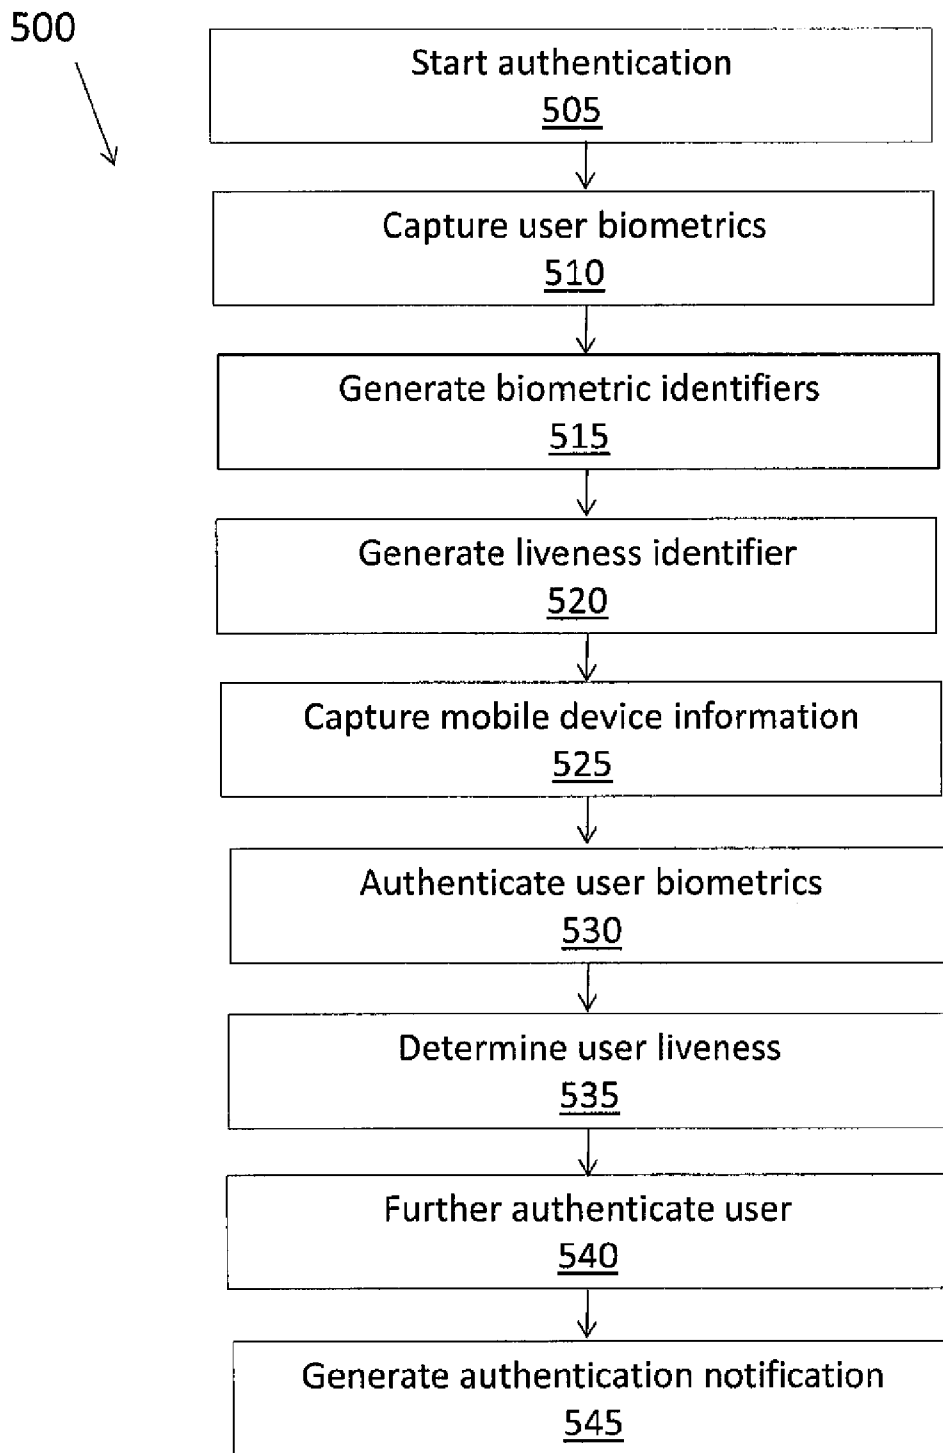 500
Start authentication
505
Capture user biometrics
510
Generate biometric identifiers
515
Generate liveness identifier
520
Capture mobile device information
525
Authenticate user biometrics
530
Determine user liveness
535
Further authenticate user
540
Generate authentication notification
545